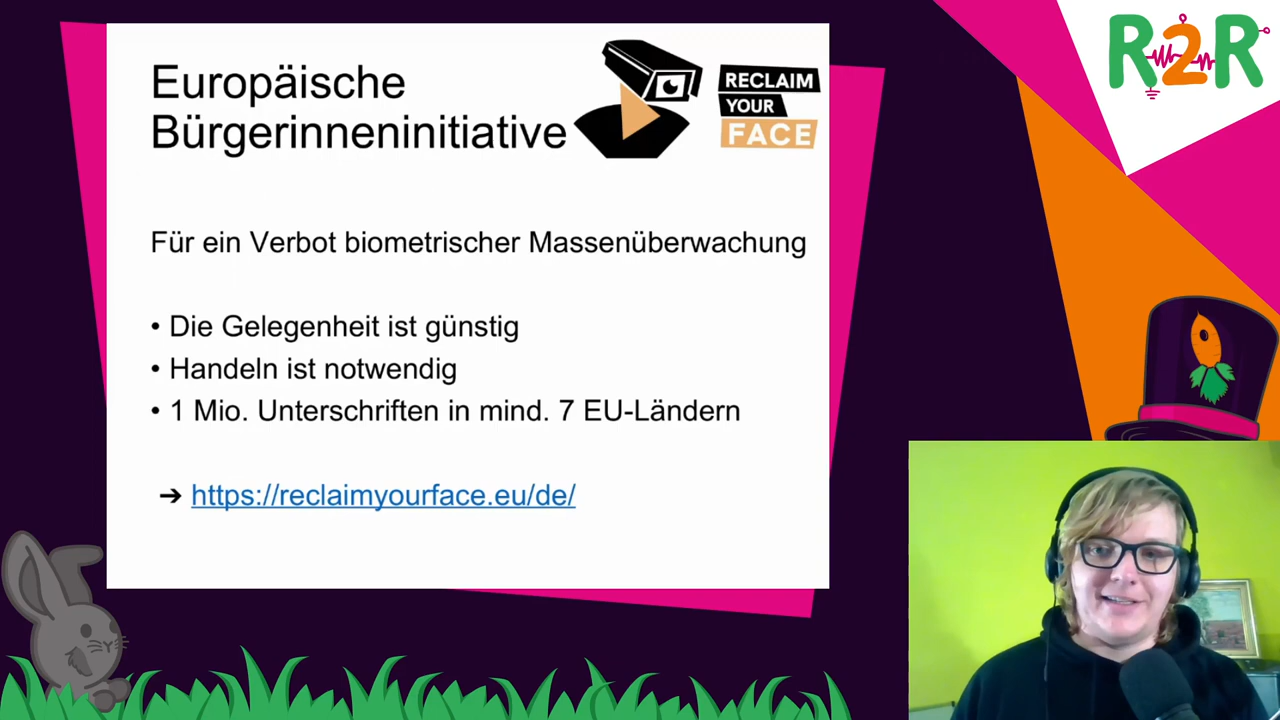 Europäische
Bürgerinneninitiative
RECLAIM
YOUR
FACE
R2R
Für ein Verbot biometrischer Massenüberwachung
• Die Gelegenheit ist günstig
• Handeln ist notwendig
• 1 Mio. Unterschriften in mind. 7 EU-Ländern
➔ https://reclaimyourface.eu/de/